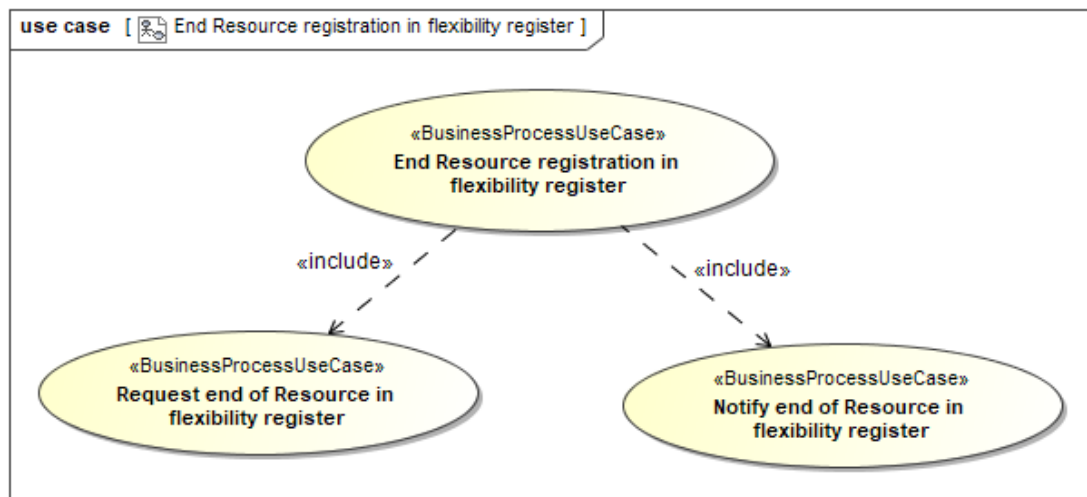 use case [ End Resource registration in flexibility register ]
«BusinessProcessUseCase»
End Resource registration in
flexibility register
«include»
«include»
«BusinessProcessUseCase»
Request end of Resource in
flexibility register
«BusinessProcessUseCase»
Notify end of Resource in
flexibility register